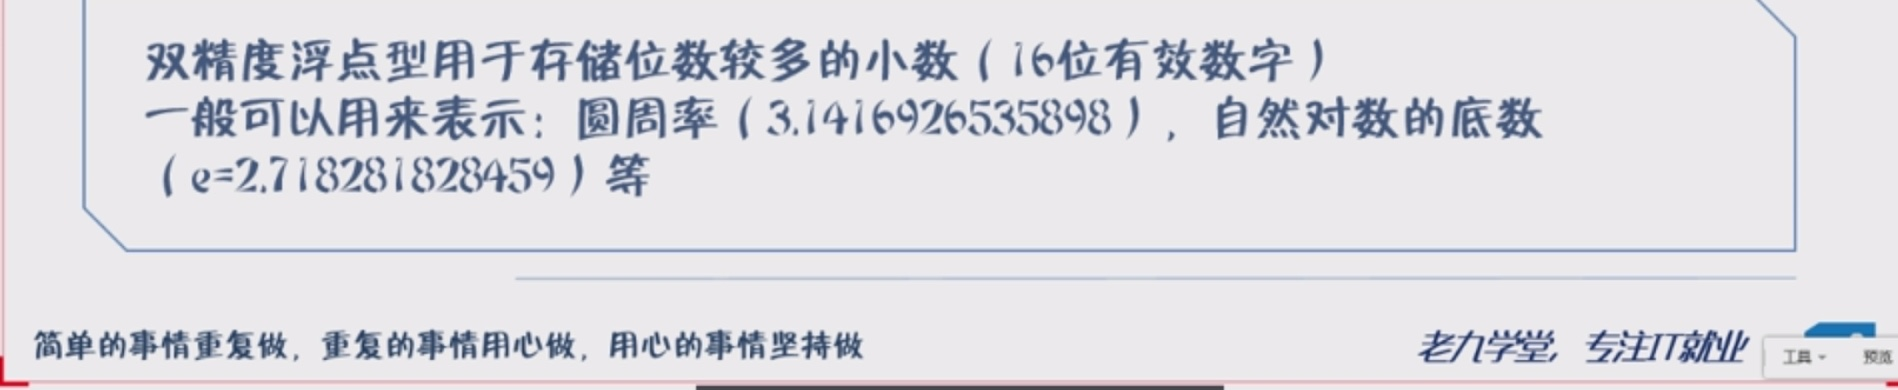 双精度浮点型用于存储位数较多的小数（16位有效数字）
一般可以用来表示：圆周率（3.1416926535898），自然对数的底数
（e=2.718281828459）等
简单的事情重复做，重复的事情用心做，用心的事情坚持做
老九学堂，专注IT就业
工具 预览